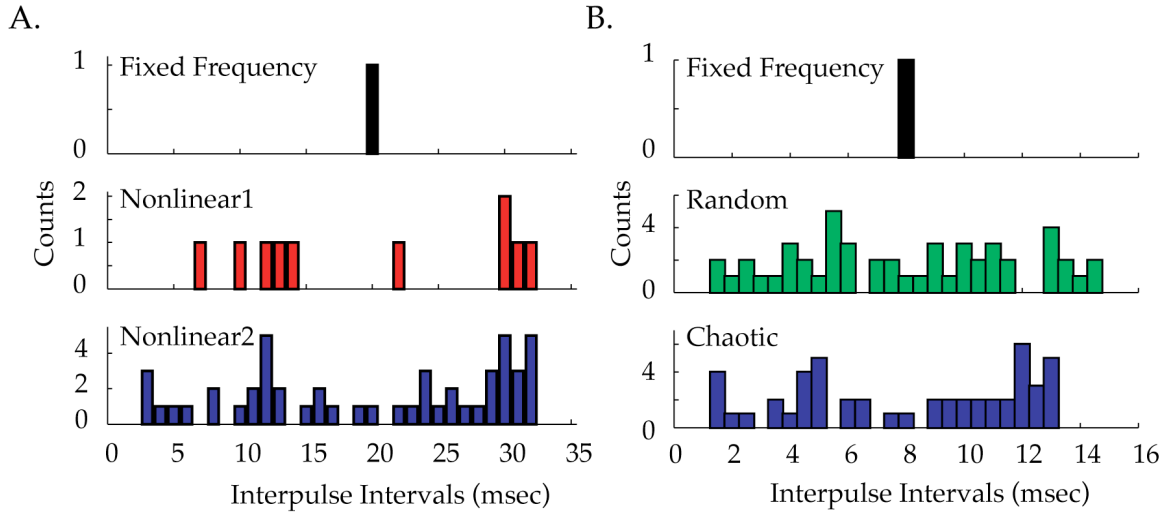 A.
1
Fixed Frequency
0
2
Nonlinear1
1
0
Counts
Nonlinear2
4
2
0
0 5 10 15 20 25 30 35
Interpulse Intervals (msec)
B.
1
Fixed Frequency
0
Random
4
0
Counts
Chaotic
4
0
0 2 4 6 8 10 12 14 16
Interpulse Intervals (msec)